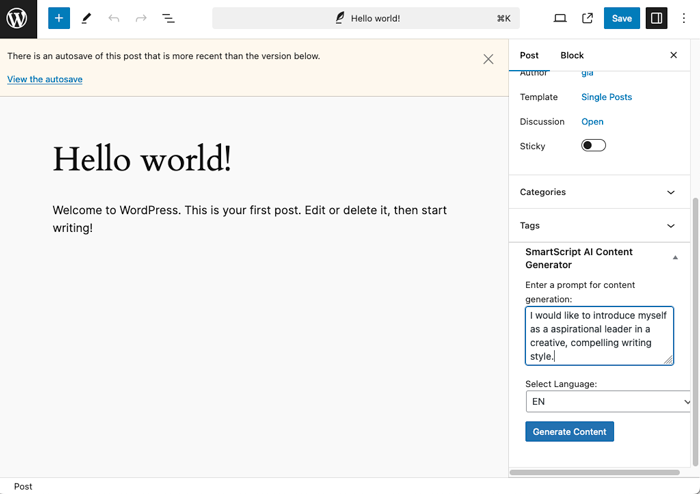 Hello world!
⌘K
Save
There is an autosave of this post that is more recent than the version below.
View the autosave
Hello world!
Welcome to WordPress. This is your first post. Edit or delete it, then start
writing!
Post Block
Author gia
Template Single Posts
Discussion Open
Sticky
Categories
Tags
SmartScript AI Content
Generator
Enter a prompt for content
generation:
I would like to introduce myself
as a aspirational leader in a
creative, compelling writing
style.
Select Language:
EN
Generate Content
Post